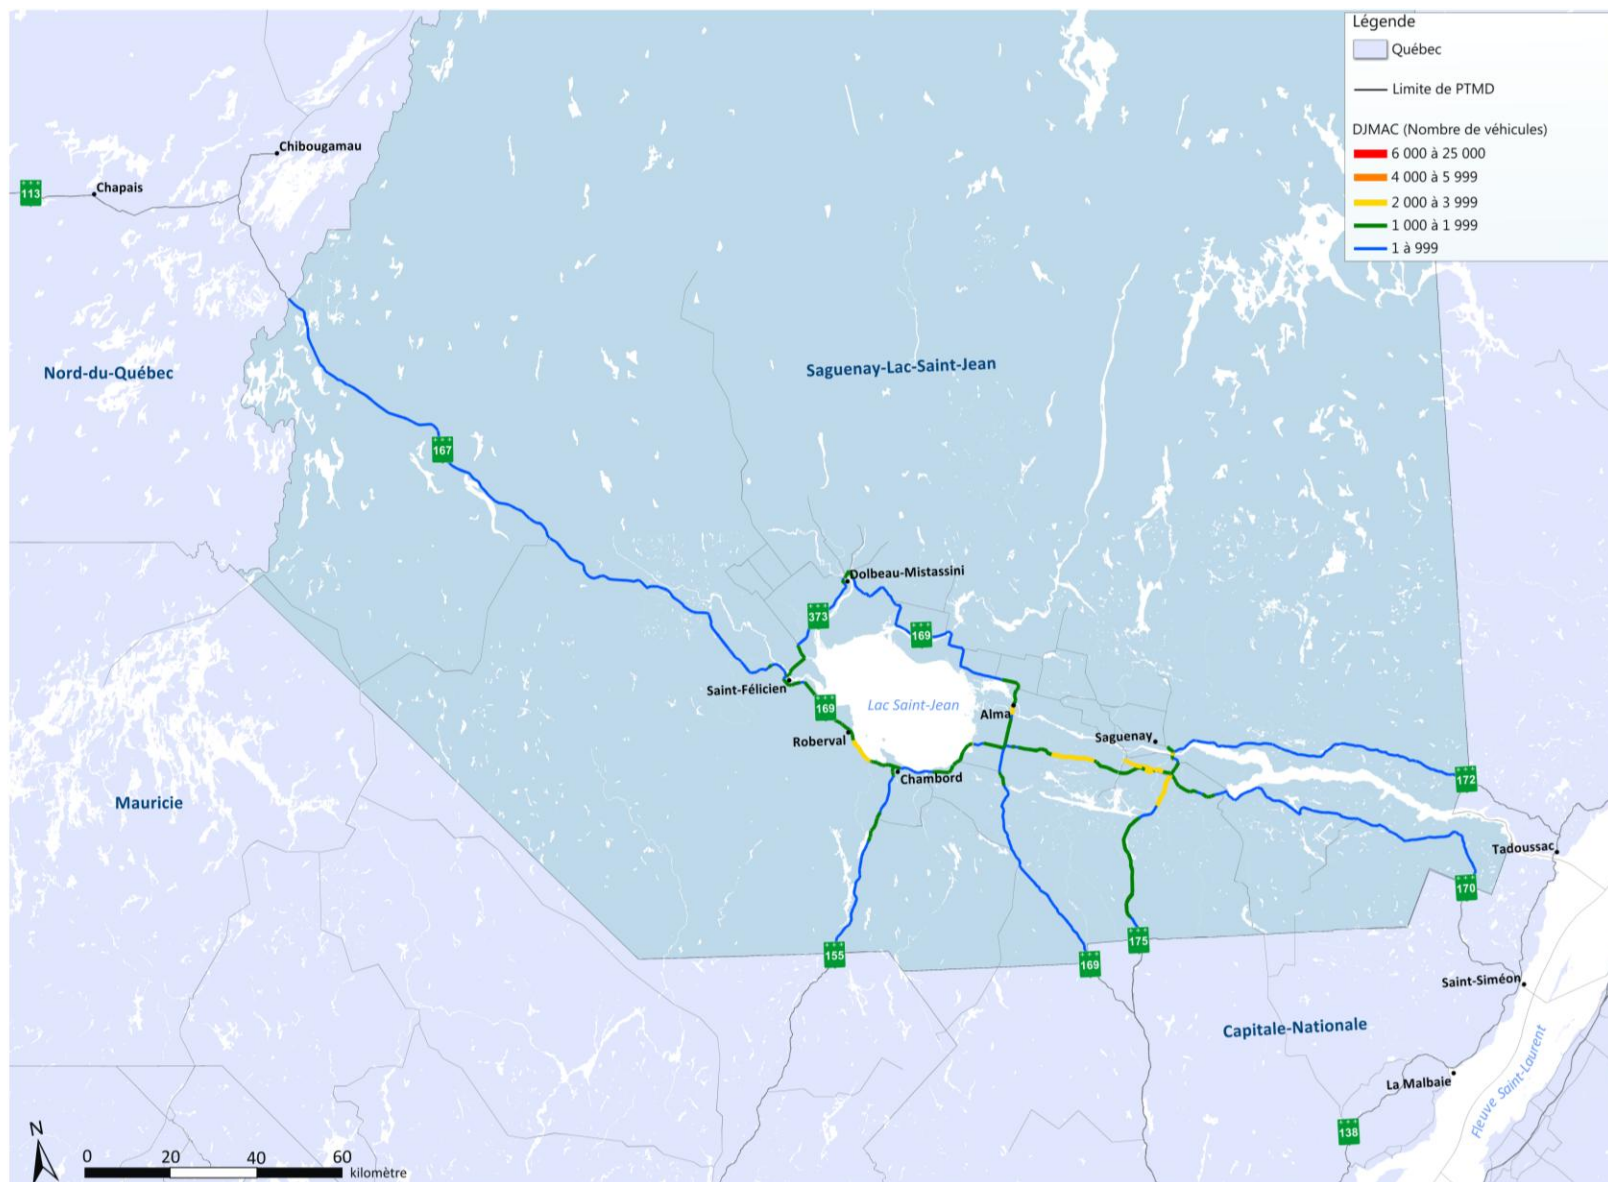 Légende
Québec
Limite de PTMD
DJMAC (Nombre de véhicules)
6 000 à 25 000
4 000 à 5 999
2 000 à 3 999
1 000 à 1 999
1 à 999
Chibougamau
Chapais
113
Nord-du-Québec
Saguenay-Lac-Saint-Jean
167
Dolbeau-Mistassini
373
169
Saint-Félicien
169
Lac Saint-Jean
Alma
Roberval
Saguenay
Chambord
172
Mauricie
Tadoussac
170
155
169
175
Saint-Siméon
Capitale-Nationale
La Malbaie
Fleuve Saint-Laurent
138
N
0 20 40 60
kilomètre